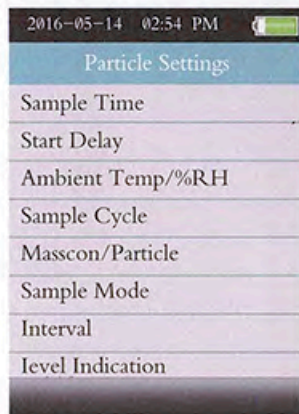 2016-05-14 02:54 PM
Particle Settings
Sample Time
Start Delay
Ambient Temp/%RH
Sample Cycle
Masscon/Particle
Sample Mode
Interval
Ievel Indication